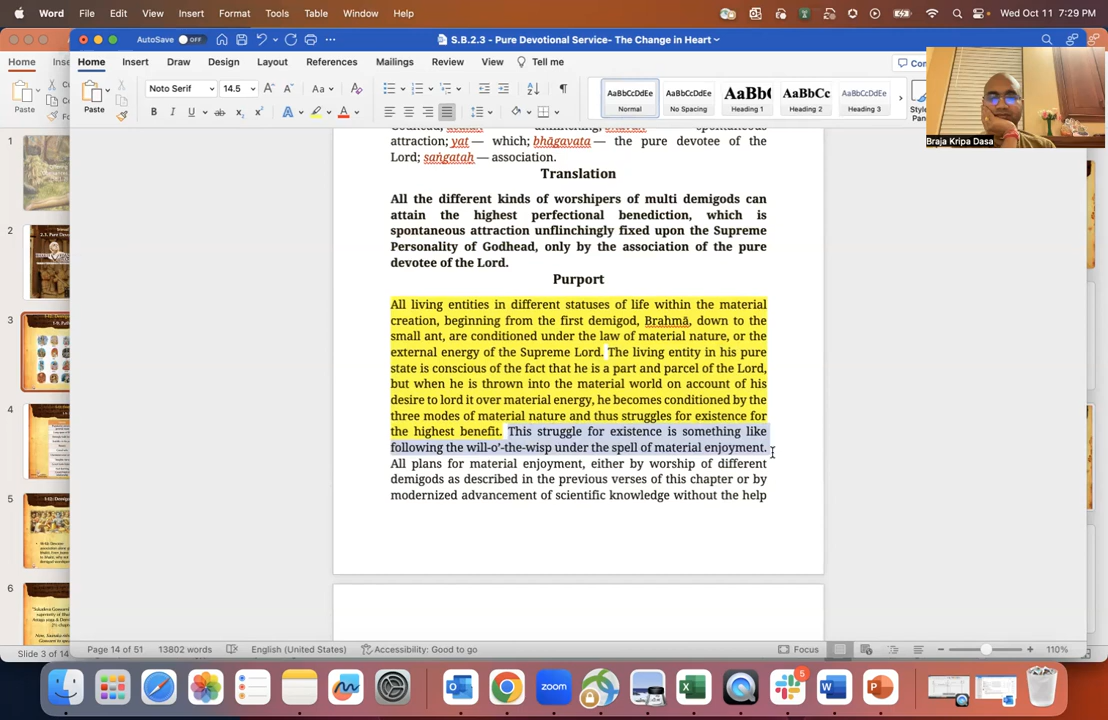 Word File Edit View Insert Format Tools Table Window Help
5
Wed Oct 11 7:29 PM
AutoSave OFF
S.B.2.3 - Pure Devotional Service- The Change in Heart
Home
Home Insert Draw Design Layout References Mailings Review View Tell me
Paste
Paste
Noto Serif 14.5
AaBbCcDdEe
Normal
AaBbCcDdEe
No Spacing
Heading 1
AaBbCcDc
Heading 2
AaBbCcDd
Heading 3
Braja Kripa Dasa
1
2
3
4
5
6
attraction; yat — which; bhāgavata — the pure devotee of the
Lord; saṅgataḥ — association.
Translation
All the different kinds of worshipers of multi demigods can
attain the highest perfectional benediction, which is
spontaneous attraction unflinchingly fixed upon the Supreme
Personality of Godhead, only by the association of the pure
devotee of the Lord.
Purport
All living entities in different statuses of life within the material
creation, beginning from the first demigod, Brahmā, down to the
small ant, are conditioned under the law of material nature, or the
external energy of the Supreme Lord. The living entity in his pure
state is conscious of the fact that he is a part and parcel of the Lord,
but when he is thrown into the material world on account of his
desire to lord it over material energy, he becomes conditioned by the
three modes of material nature and thus struggles for existence for
the highest benefit. This struggle for existence is something like
following the will-o'-the-wisp under the spell of material enjoyment.
All plans for material enjoyment, either by worship of different
demigods as described in the previous verses of this chapter or by
modernized advancement of scientific knowledge without the help
Slide 3 of 14
Page 14 of 51 13802 words English (United States) Accessibility: Good to go
Focus
110%
zoom
5